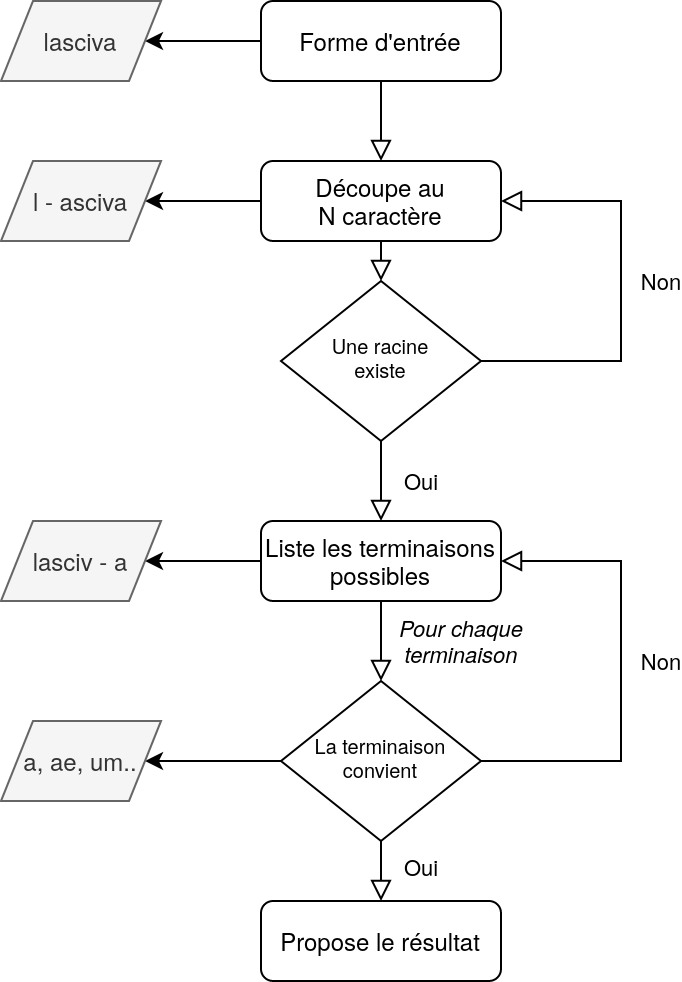 lasciva
Forme d'entrée
l - asciva
Découpe au
N caractère
Non
Une racine
existe
Oui
lasciv - a
Liste les terminaisons
possibles
Pour chaque
terminaison
Non
a, ae, um..
La terminaison
convient
Oui
Propose le résultat